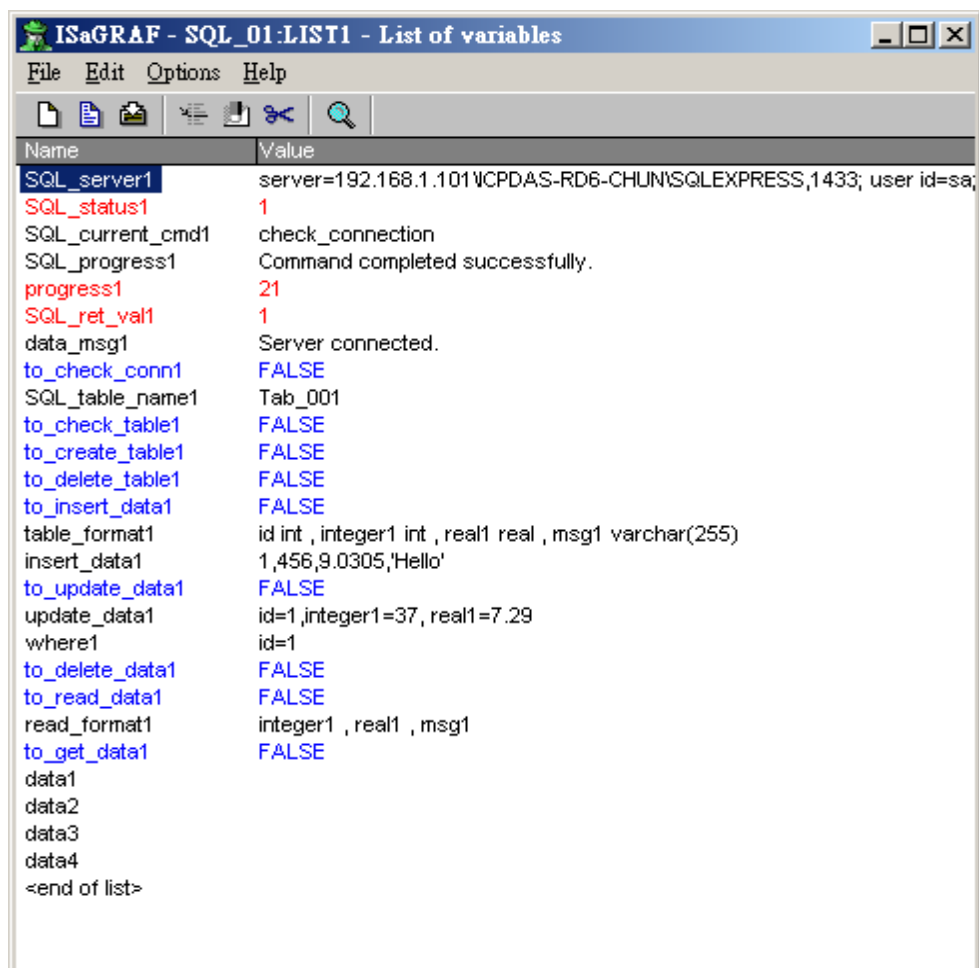 ISaGRAF - SQL_01:LIST1 - List of variables
File Edit Options Help
Name Value
SQL_server1 server=192.168.1.101\ICPDAS-RD6-CHUN\SQLEXPRESS,1433; user id=sa;
SQL_status1 1
SQL_current_cmd1 check_connection
SQL_progress1 Command completed successfully.
progress1 21
SQL_ret_val1 1
data_msg1 Server connected.
to_check_conn1 FALSE
SQL_table_name1 Tab_001
to_check_table1 FALSE
to_create_table1 FALSE
to_delete_table1 FALSE
to_insert_data1 FALSE
table_format1 id int , integer1 int , real1 real , msg1 varchar(255)
insert_data1 1,456,9.0305,'Hello'
to_update_data1 FALSE
update_data1 id=1,integer1=37, real1=7.29
where1 id=1
to_delete_data1 FALSE
to_read_data1 FALSE
read_format1 integer1 , real1 , msg1
to_get_data1 FALSE
data1
data2
data3
data4
<end of list>